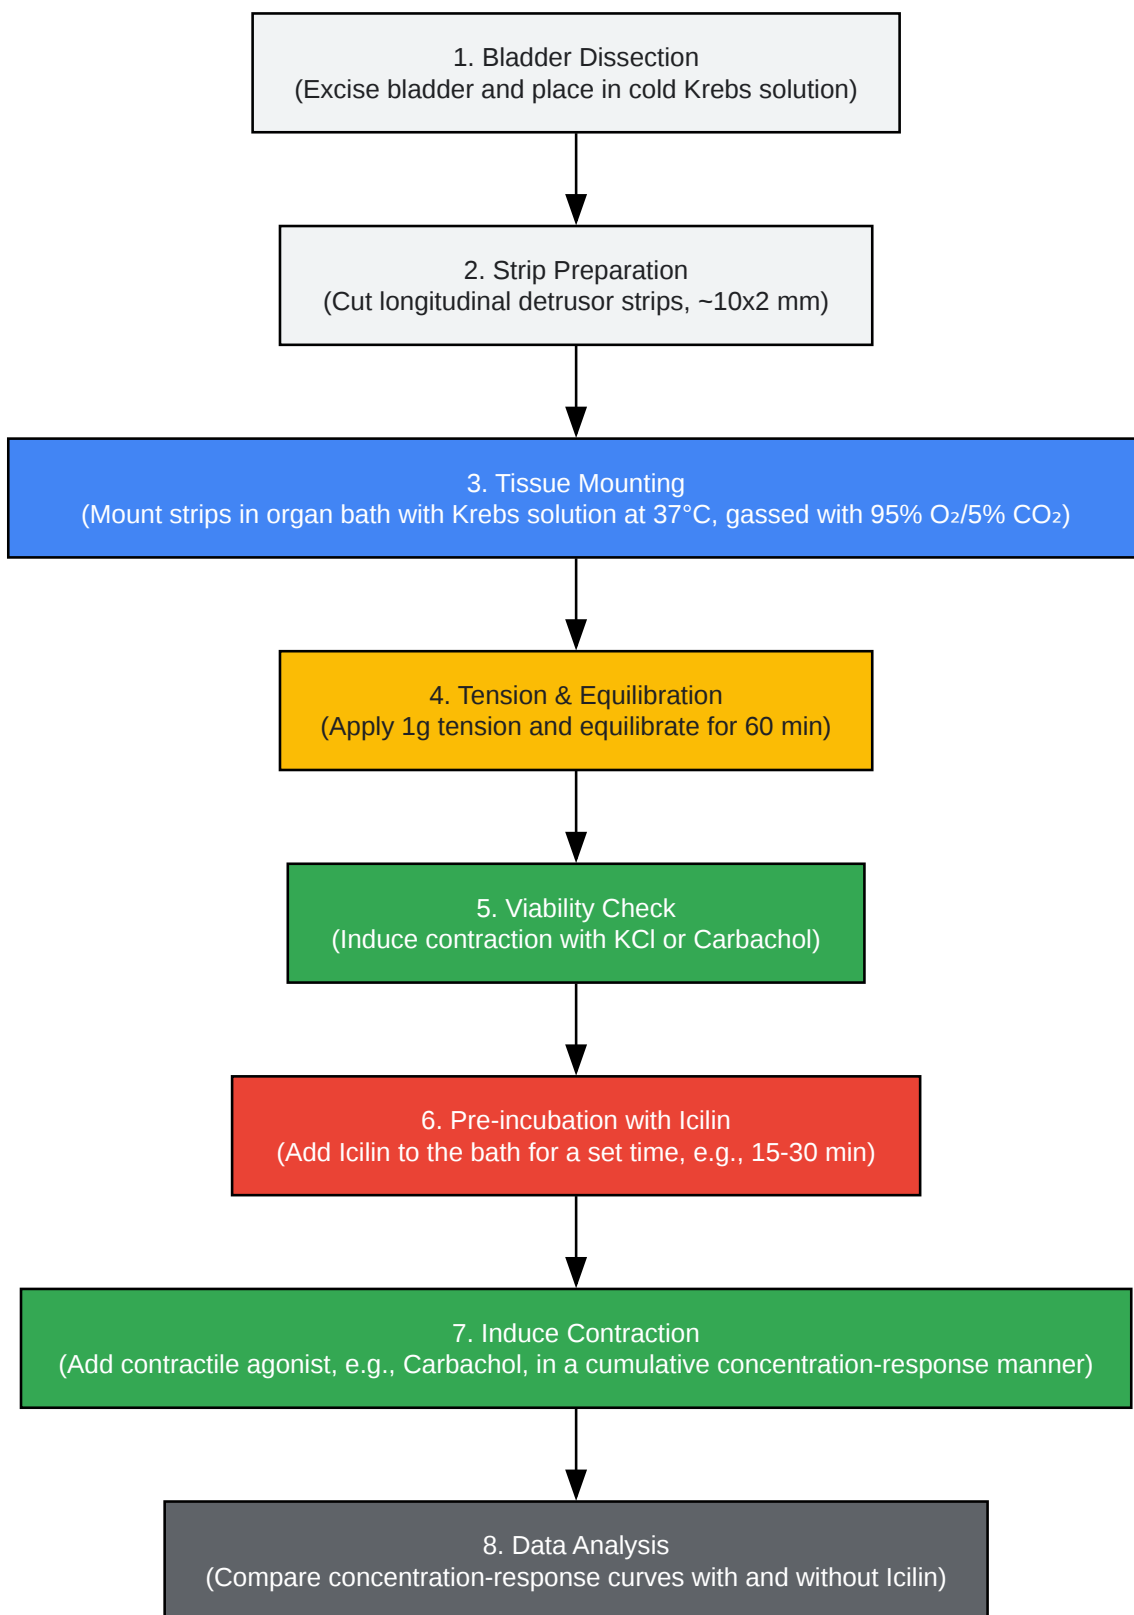 1. Bladder Dissection
(Excise bladder and place in cold Krebs solution)
2. Strip Preparation
(Cut longitudinal detrusor strips, ~10x2 mm)
3. Tissue Mounting
(Mount strips in organ bath with Krebs solution at 37°C, gassed with 95% O₂/5% CO₂)
4. Tension & Equilibration
(Apply 1g tension and equilibrate for 60 min)
5. Viability Check
(Induce contraction with KCl or Carbachol)
6. Pre-incubation with Icilin
(Add Icilin to the bath for a set time, e.g., 15-30 min)
7. Induce Contraction
(Add contractile agonist, e.g., Carbachol, in a cumulative concentration-response manner)
8. Data Analysis
(Compare concentration-response curves with and without Icilin)